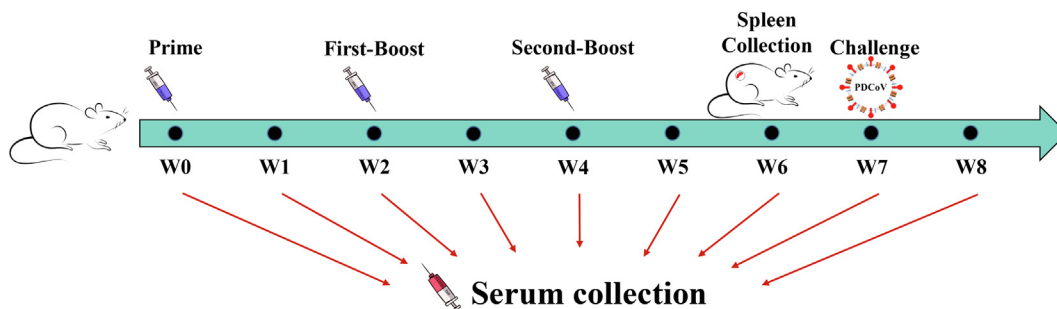 Prime
First-Boost
Second-Boost
Spleen
Collection
Challenge
PDCoV
W0 W1 W2 W3 W4 W5 W6 W7 W8
Serum collection